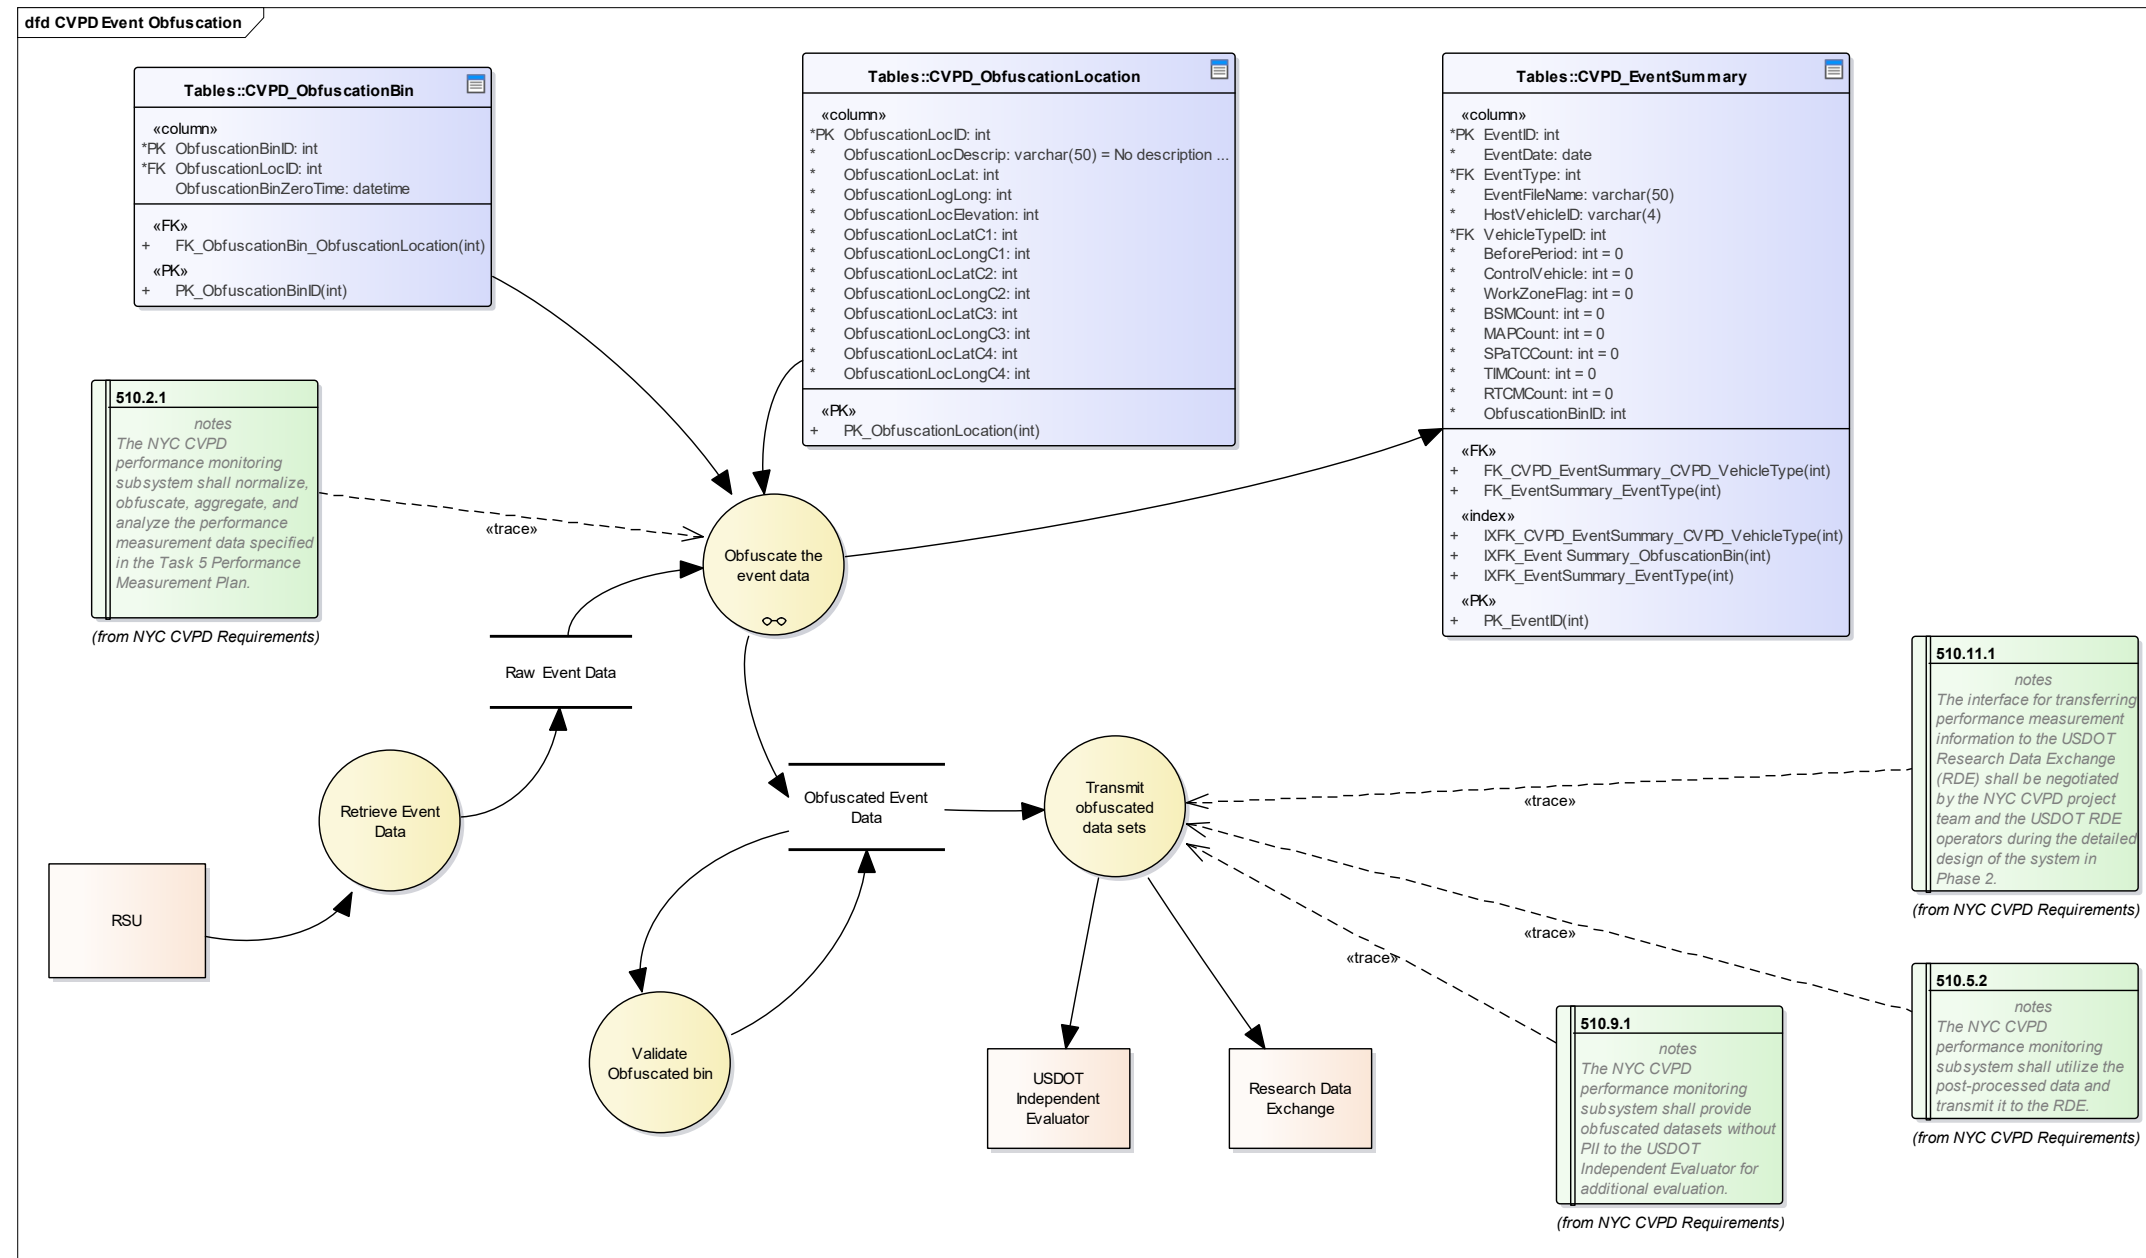 dfd CVPD Event Obfuscation
Tables::CVPD_ObfuscationBin
«column»
*PK ObfuscationBinID: int
*FK ObfuscationLocID: int
ObfuscationBinZeroTime: datetime
«FK»
+ FK_ObfuscationBin_ObfuscationLocation(int)
«PK»
+ PK_ObfuscationBinID(int)
Tables::CVPD_ObfuscationLocation
«column»
*PK ObfuscationLocID: int
* ObfuscationLocDescrip: varchar(50) = No description ...
* ObfuscationLocLat: int
* ObfuscationLogLong: int
* ObfuscationLocElevation: int
* ObfuscationLocLatC1: int
* ObfuscationLocLongC1: int
* ObfuscationLocLatC2: int
* ObfuscationLocLongC2: int
* ObfuscationLocLatC3: int
* ObfuscationLocLongC3: int
* ObfuscationLocLatC4: int
* ObfuscationLocLongC4: int
«PK»
+ PK_ObfuscationLocation(int)
Tables::CVPD_EventSummary
«column»
*PK EventID: int
* EventDate: date
*FK EventType: int
* EventFileName: varchar(50)
* HostVehicleID: varchar(4)
*FK VehicleTypeID: int
* BeforePeriod: int = 0
* ControlVehicle: int = 0
* WorkZoneFlag: int = 0
* BSMCount: int = 0
* MAPCount: int = 0
* SPaTCCount: int = 0
* TIMCount: int = 0
* RTCMCount: int = 0
* ObfuscationBinID: int
«FK»
+ FK_CVPD_EventSummary_CVPD_VehicleType(int)
+ FK_EventSummary_EventType(int)
«index»
+ IXFK_CVPD_EventSummary_CVPD_VehicleType(int)
+ IXFK_Event Summary_ObfuscationBin(int)
+ IXFK_EventSummary_EventType(int)
«PK»
+ PK_EventID(int)
510.2.1
notes
The NYC CVPD
performance monitoring
subsystem shall normalize,
obfuscate, aggregate, and
analyze the performance
measurement data specified
in the Task 5 Performance
Measurement Plan.
(from NYC CVPD Requirements)
«trace»
Obfuscate the
event data
Raw Event Data
Retrieve Event
Data
RSU
Obfuscated Event
Data
Validate
Obfuscated bin
Transmit
obfuscated
data sets
USDOT
Independent
Evaluator
Research Data
Exchange
«trace»
«trace»
«trace»
510.11.1
notes
The interface for transferring
performance measurement
information to the USDOT
Research Data Exchange
(RDE) shall be negotiated
by the NYC CVPD project
team and the USDOT RDE
operators during the detailed
design of the system in
Phase 2.
(from NYC CVPD Requirements)
510.5.2
notes
The NYC CVPD
performance monitoring
subsystem shall utilize the
post-processed data and
transmit it to the RDE.
(from NYC CVPD Requirements)
510.9.1
notes
The NYC CVPD
performance monitoring
subsystem shall provide
obfuscated datasets without
PII to the USDOT
Independent Evaluator for
additional evaluation.
(from NYC CVPD Requirements)